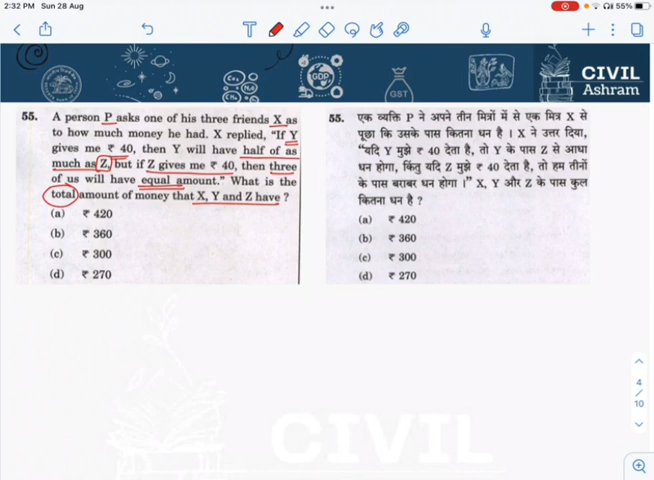 2:32 PM Sun 28 Aug
55%
GDP
GST
CIVIL
Ashram
55. A person P asks one of his three friends X as
to how much money he had. X replied, "If Y
gives me ₹ 40, then Y will have half of as
much as Z, but if Z gives me ₹ 40, then three
of us will have equal amount." What is the
total amount of money that X, Y and Z have ?
(a) ₹ 420
(b) ₹ 360
(c) ₹ 300
(d) ₹ 270
55. एक व्यक्ति P ने अपने तीन मित्रों में से एक मित्र X से
पूछा कि उसके पास कितना धन है । X ने उत्तर दिया,
"यदि Y मुझे ₹ 40 देता है, तो Y के पास Z से आधा
धन होगा, किंतु यदि Z मुझे ₹ 40 देता है, तो हम तीनों
के पास बराबर धन होगा ।" X, Y और Z के पास कुल
कितना धन है ?
(a) ₹ 420
(b) ₹ 360
(c) ₹ 300
(d) ₹ 270
4
/
10
CIVIL